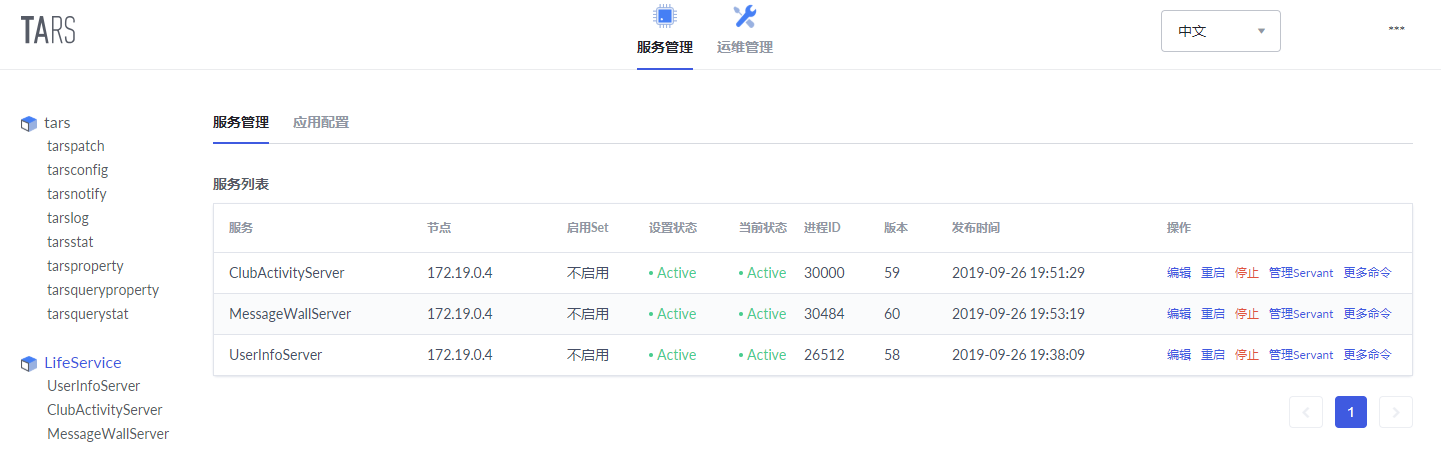 TARS
服务管理 运维管理
中文
***
tars
tarspatch
tarsconfig
tarsnotify
tarslog
tarsstat
tarsproperty
tarsqueryproperty
tarsquerystat
LifeService
UserInfoServer
ClubActivityServer
MessageWallServer
服务管理 应用配置
服务列表
服务 节点 启用Set 设置状态 当前状态 进程ID 版本 发布时间 操作
ClubActivityServer 172.19.0.4 不启用 • Active • Active 30000 59 2019-09-26 19:51:29 编辑 重启 停止 管理Servant 更多命令
MessageWallServer 172.19.0.4 不启用 • Active • Active 30484 60 2019-09-26 19:53:19 编辑 重启 停止 管理Servant 更多命令
UserInfoServer 172.19.0.4 不启用 • Active • Active 26512 58 2019-09-26 19:38:09 编辑 重启 停止 管理Servant 更多命令
1